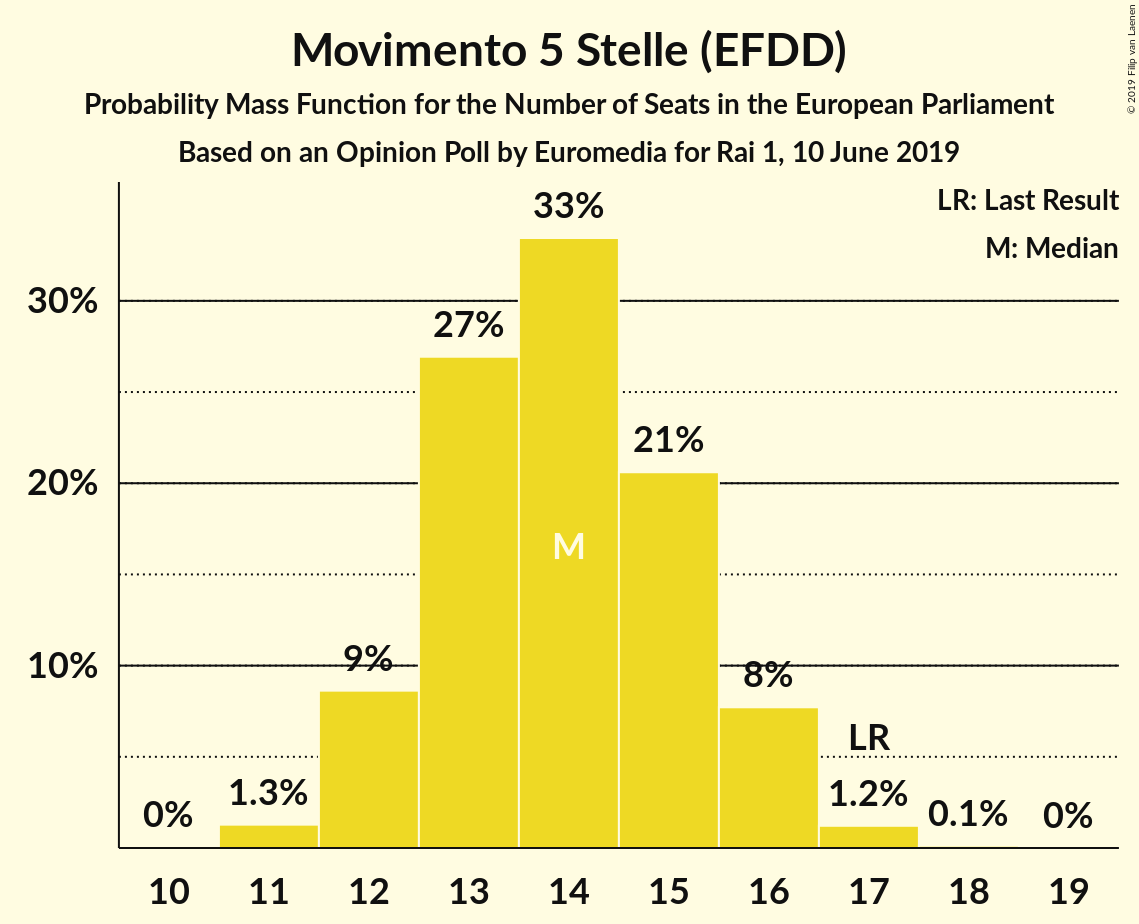 Movimento 5 Stelle (EFDD)
Probability Mass Function for the Number of Seats in the European Parliament
Based on an Opinion Poll by Euromedia for Rai 1, 10 June 2019
© 2019 Filip van Laenen
LR: Last Result
M: Median
33%
30%
27%
21%
20%
M
10%
9%
8%
LR
0%
1.3%
1.2%
0.1%
0%
10 11 12 13 14 15 16 17 18 19